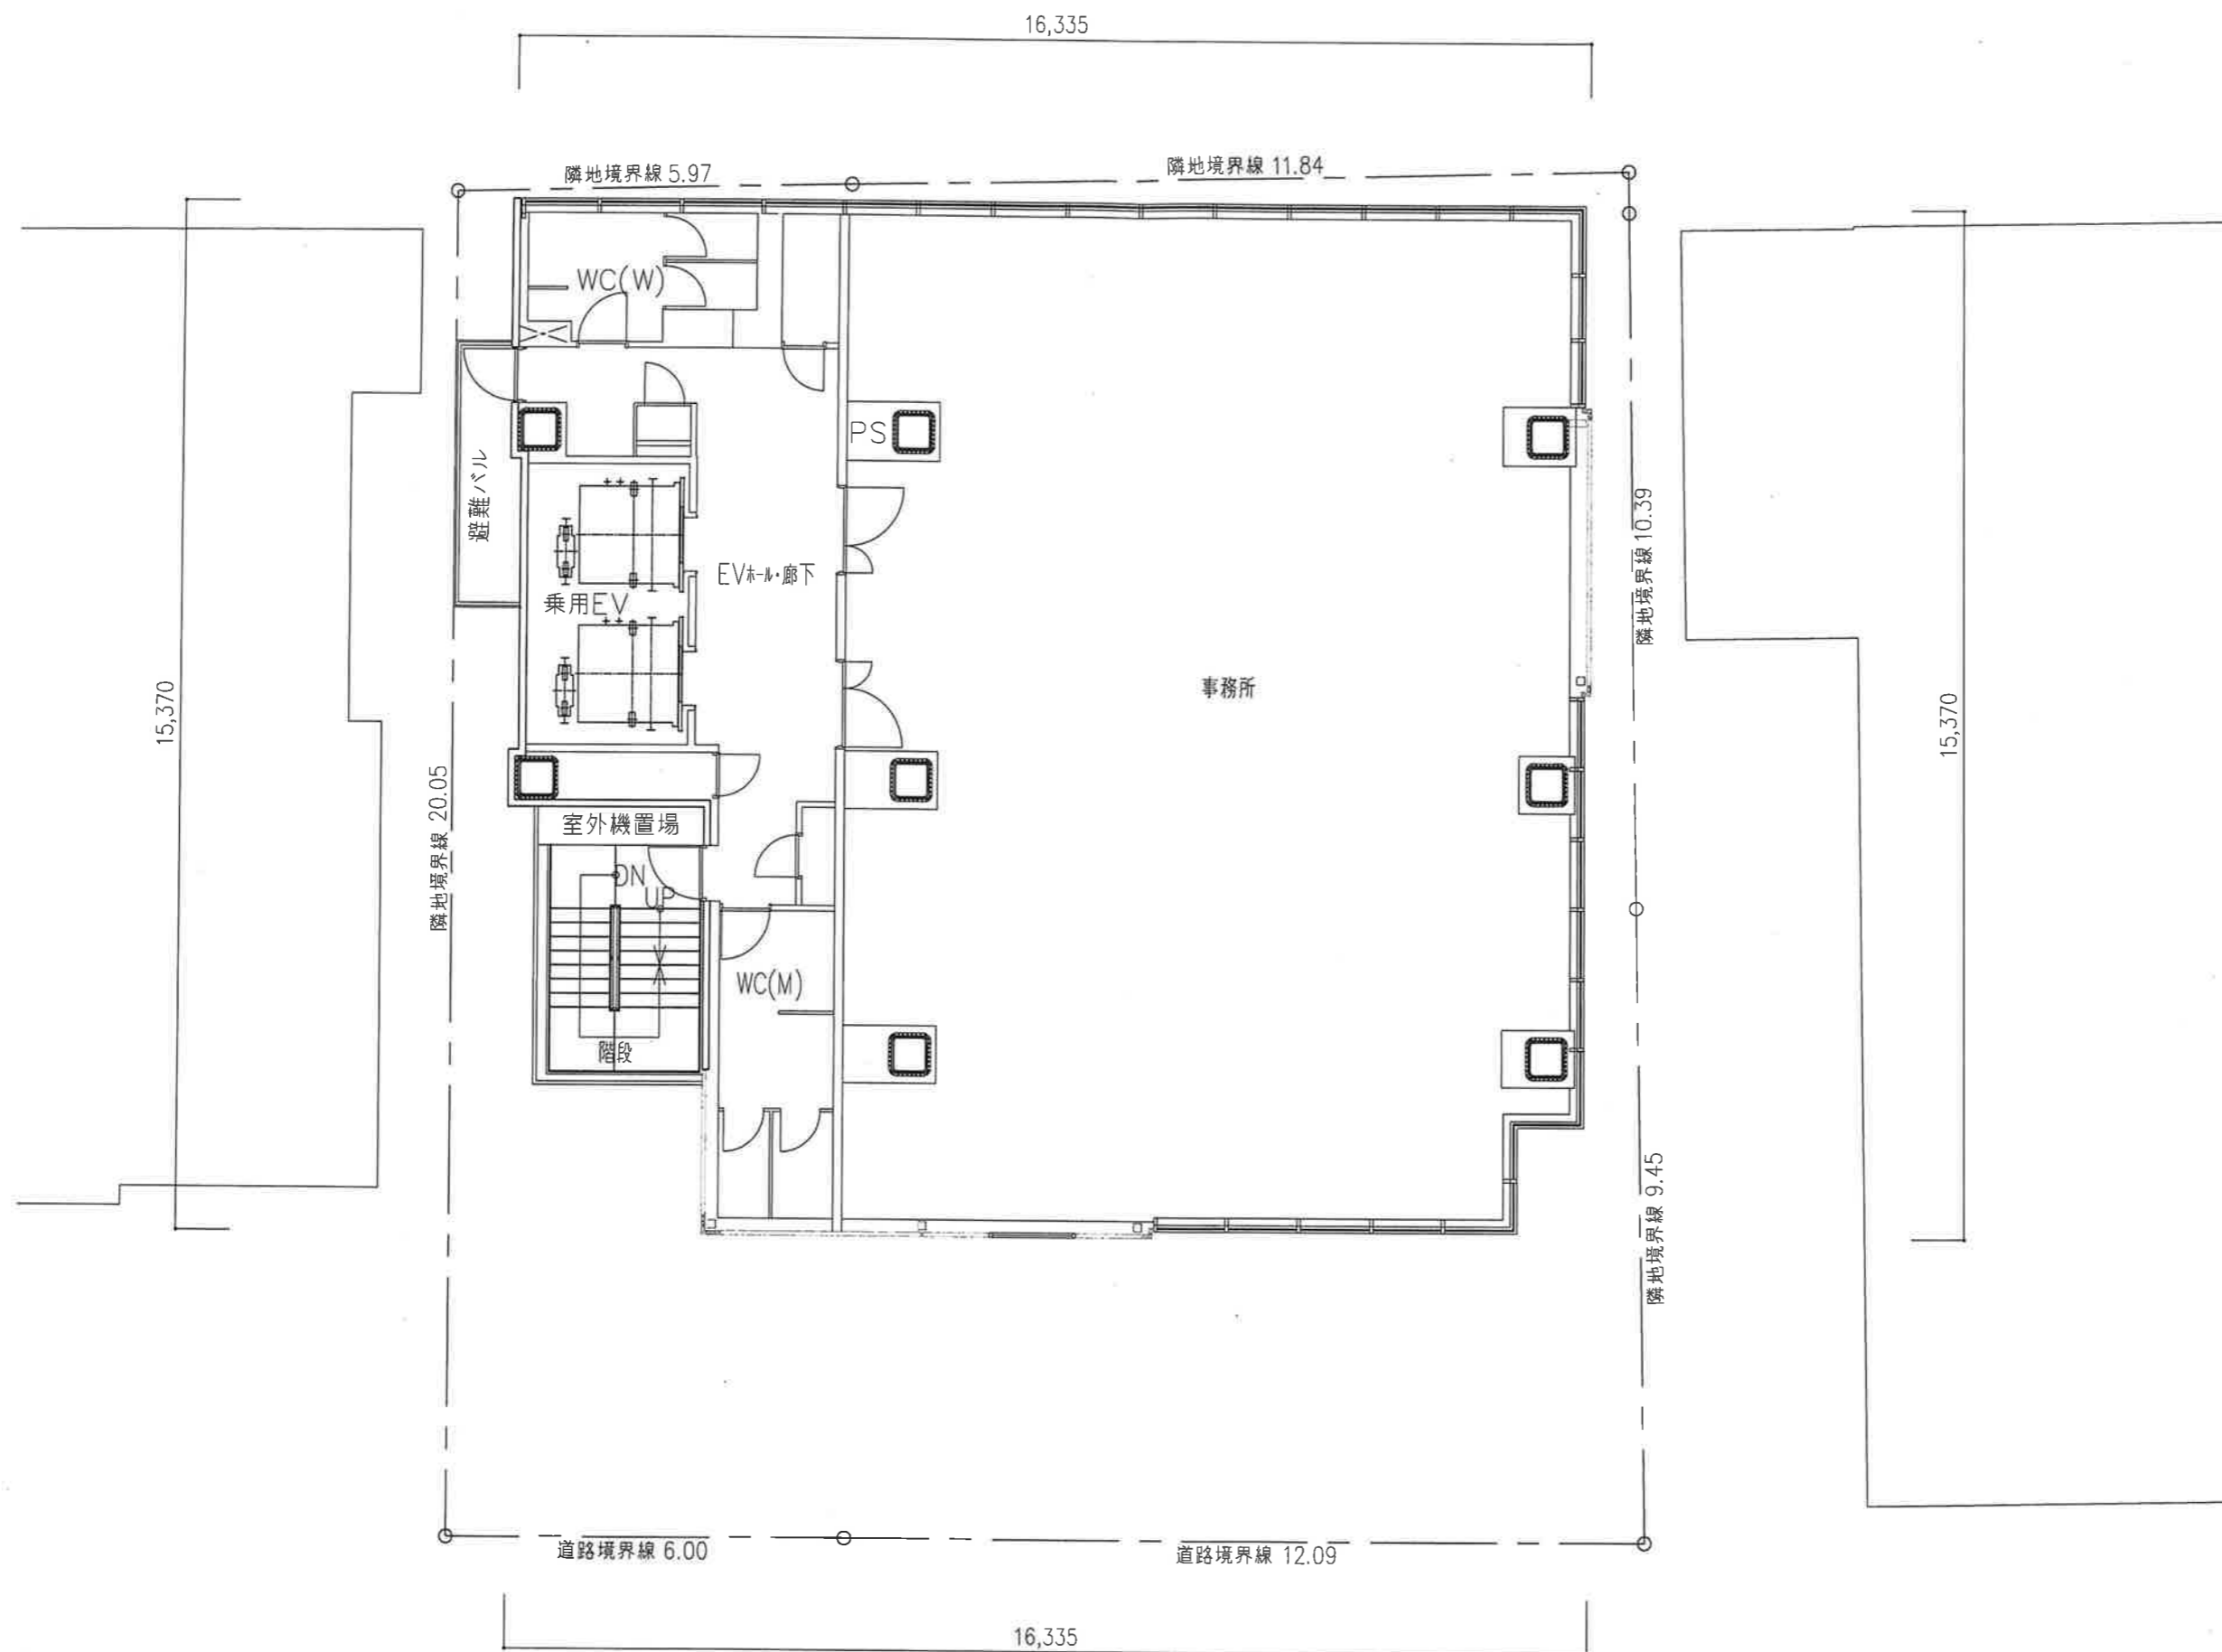 16,335
隣地境界線 5.97
隣地境界線 11.84
WC(W)
PS
避難バル
隣地境界線 10.39
EVホール・廊下
乗用EV
事務所
15,370
15,370
隣地境界線 20.05
室外機置場
DN
UP
WC(M)
階段
隣地境界線 9.45
道路境界線 6.00
道路境界線 12.09
16,335